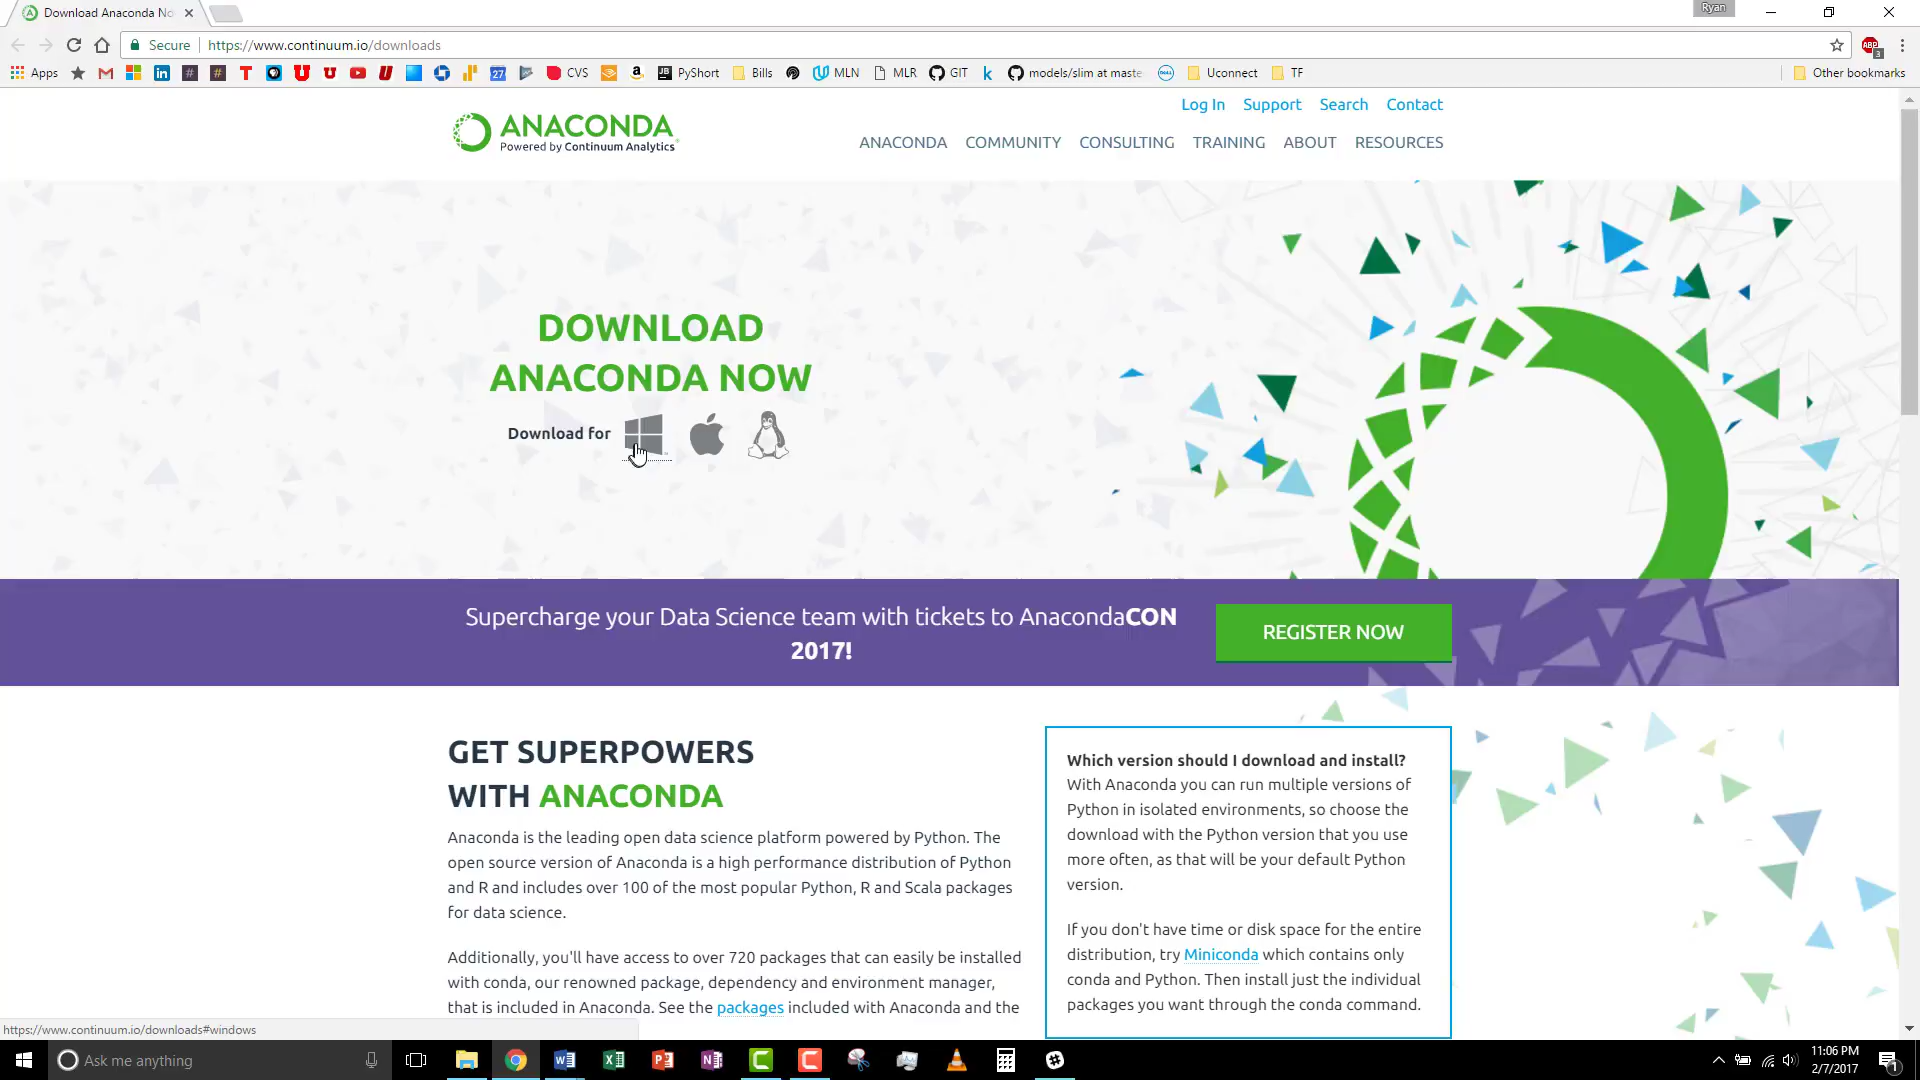 Download Anaconda No
Ryan
Secure https://www.continuum.io/downloads
Apps 27 CVS PyShort Bills MLN MLR GIT models/slim at maste Uconnect TF Other bookmarks
Log In Support Search Contact
ANACONDA
Powered by Continuum Analytics
ANACONDA COMMUNITY CONSULTING TRAINING ABOUT RESOURCES
DOWNLOAD
ANACONDA NOW
Download for
Supercharge your Data Science team with tickets to AnacondaCON
2017!
REGISTER NOW
GET SUPERPOWERS
WITH ANACONDA
Anaconda is the leading open data science platform powered by Python. The
open source version of Anaconda is a high performance distribution of Python
and R and includes over 100 of the most popular Python, R and Scala packages
for data science.
Additionally, you'll have access to over 720 packages that can easily be installed
with conda, our renowned package, dependency and environment manager,
that is included in Anaconda. See the packages included with Anaconda and the
Which version should I download and install?
With Anaconda you can run multiple versions of
Python in isolated environments, so choose the
download with the Python version that you use
more often, as that will be your default Python
version.
If you don't have time or disk space for the entire
distribution, try Miniconda which contains only
conda and Python. Then install just the individual
packages you want through the conda command.
https://www.continuum.io/downloads#windows
Ask me anything
11:06 PM
2/7/2017